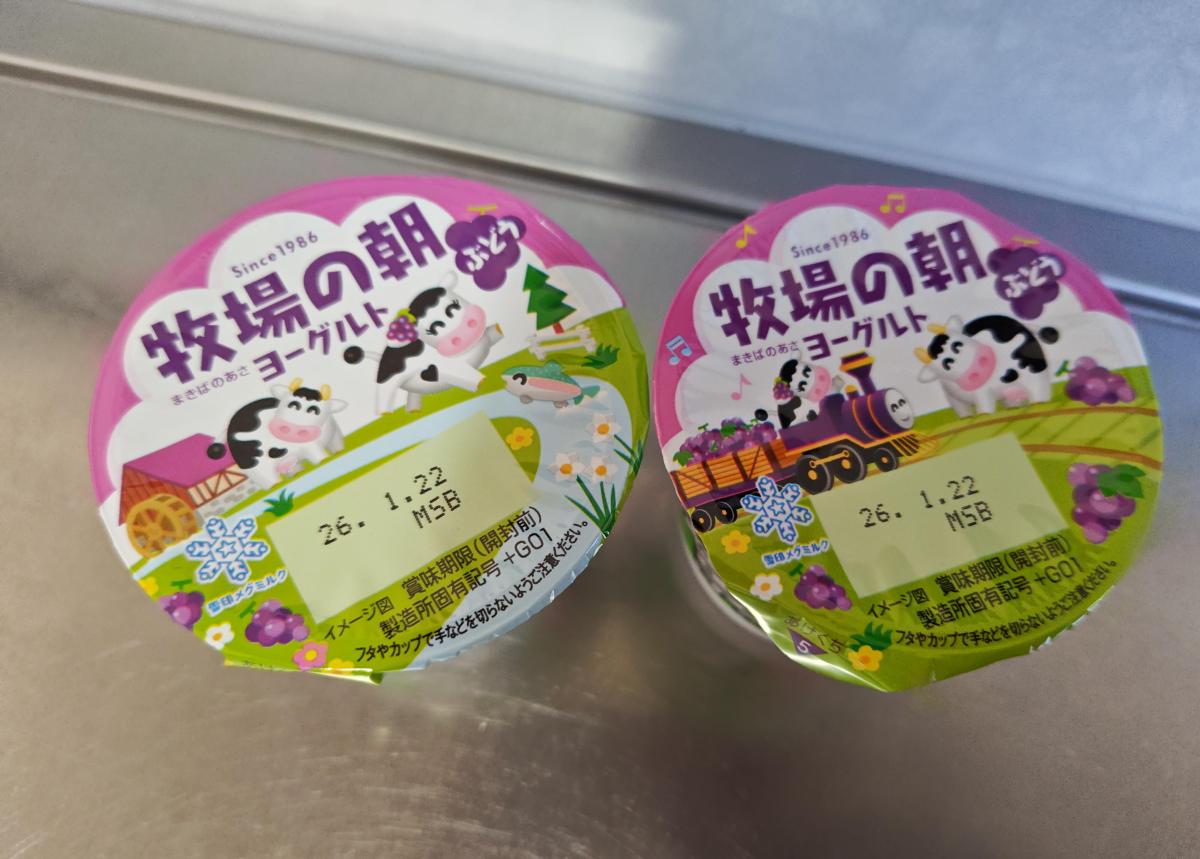 Since1986
牧場の朝
ぶどう
まきばのあさ ヨーグルト
26. 1.22
MSB
雪印メグミルク
イメージ図 賞味期限(開封前)
製造所固有記号 +G01
フタやカップで手などを切らないようご注意ください。
Since1986
牧場の朝
ぶどう
まきばのあさ ヨーグルト
26. 1.22
MSB
雪印メグミルク
イメージ図 賞味期限(開封前)
製造所固有記号 +G01
フタやカップで手などを切らないようご注意ください。
あけくち
5